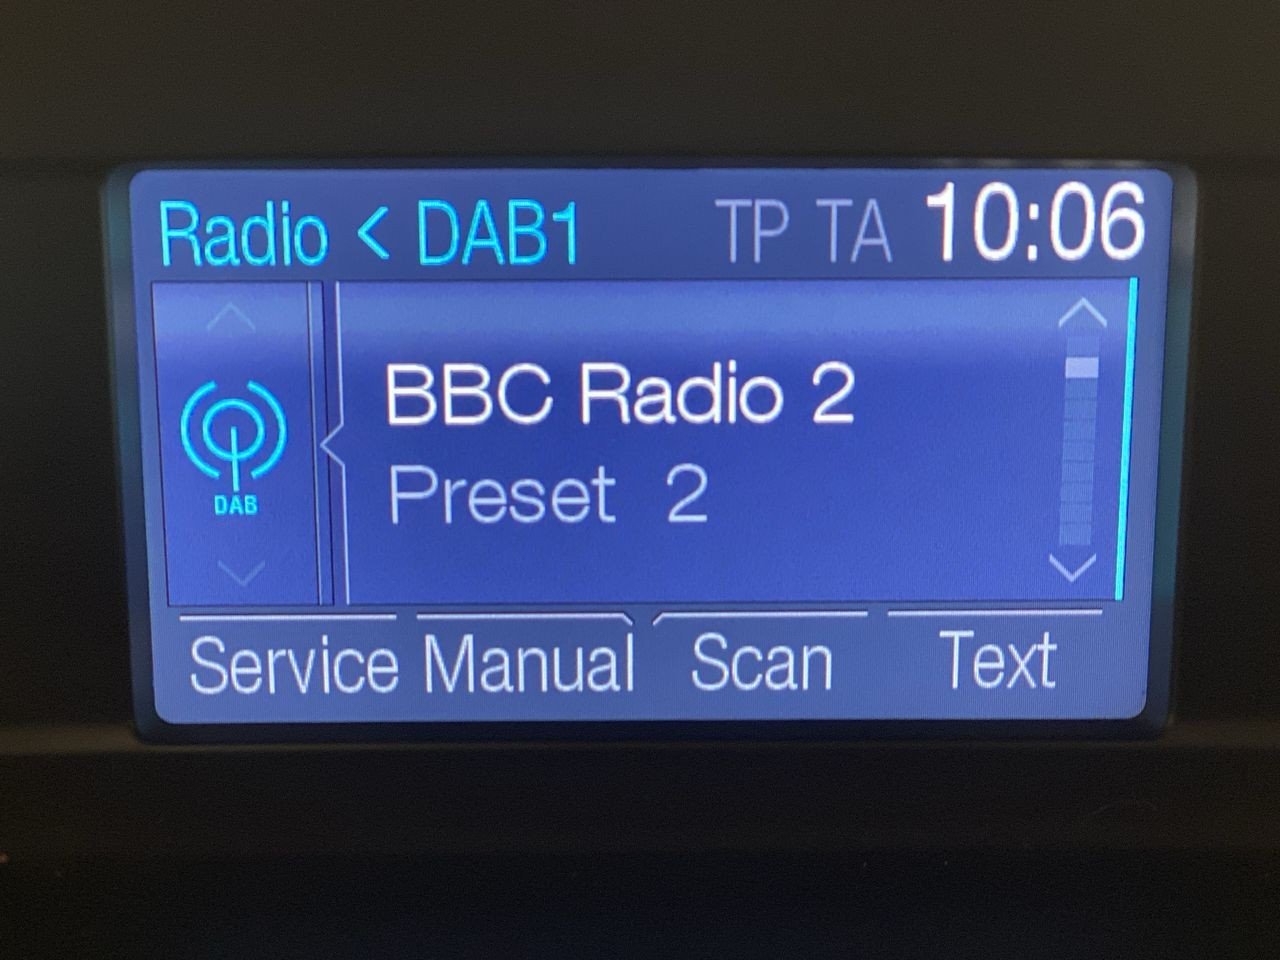 Radio < DAB1 TP TA 10:06
BBC Radio 2
Preset 2
DAB
Service Manual Scan Text